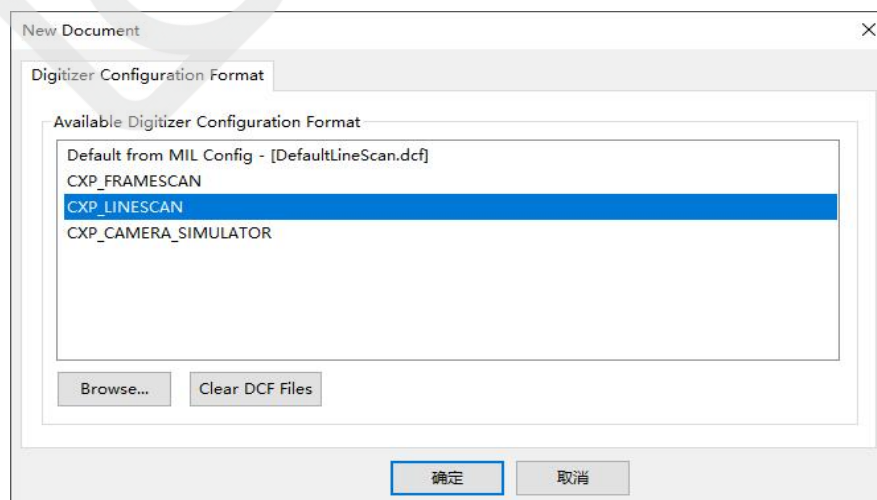 New Document
Digitizer Configuration Format
Available Digitizer Configuration Format
Default from MIL Config - [DefaultLineScan.dcf]
CXP_FRAMESCAN
CXP_LINESCAN
CXP_CAMERA_SIMULATOR
Browse...
Clear DCF Files
确定
取消